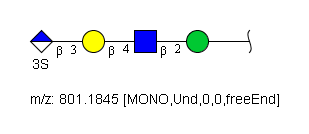 β 3 β 4 β 2
3S
m/z: 801.1845 [MONO,Und,0,0,freeEnd]